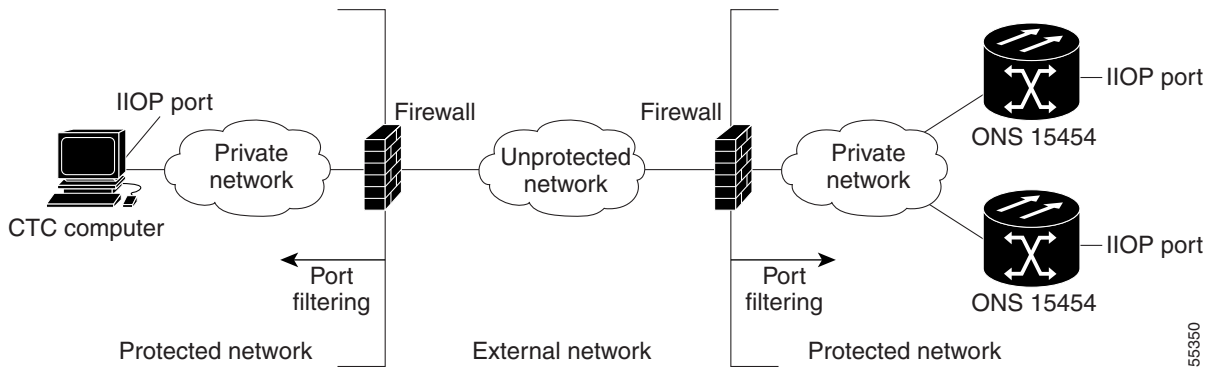 IIOP port
Firewall
Firewall
IIOP port
Private
network
Unprotected
network
Private
network
ONS 15454
CTC computer
IIOP port
Port
filtering
Port
filtering
ONS 15454
Protected network
External network
Protected network
55350